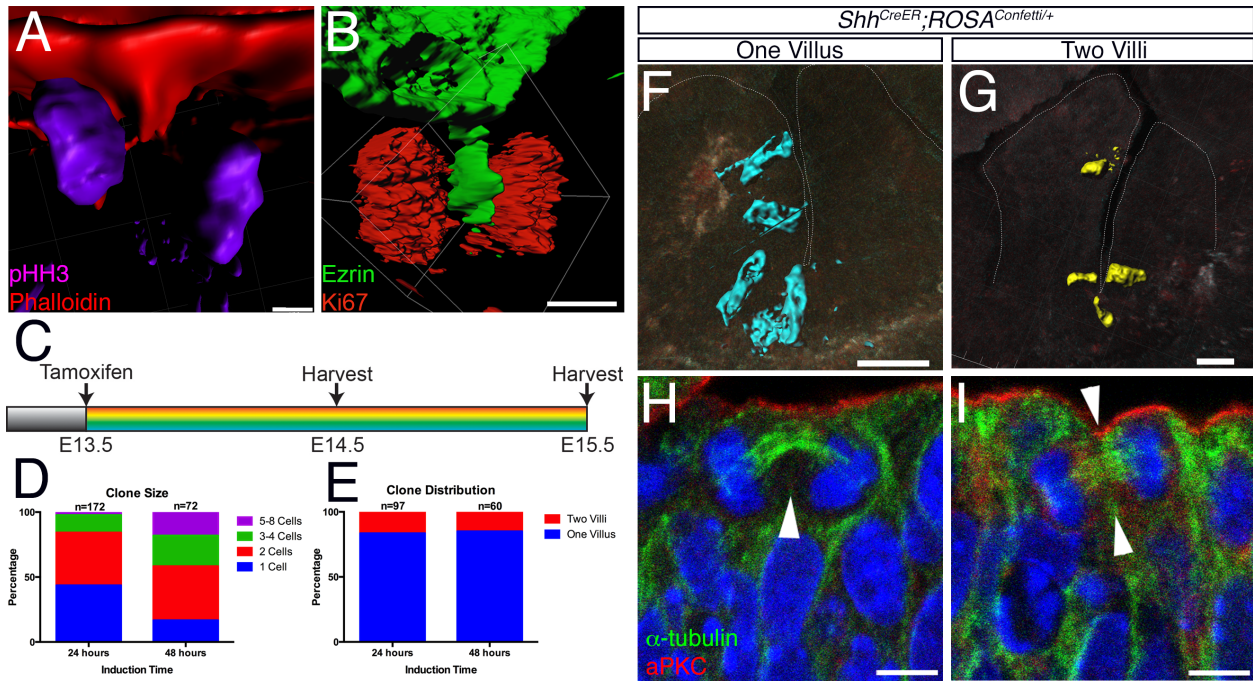 A
pHH3
Phalloidin
B
Ezrin
Ki67
C
Tamoxifen
Harvest
Harvest
E13.5
E14.5
E15.5
D
Clone Size
n=172
n=72
100
50
0
Percentage
24 hours
48 hours
Induction Time
5-8 Cells
3-4 Cells
2 Cells
1 Cell
E
Clone Distribution
n=97
n=60
100
50
0
Percentage
24 hours
48 hours
Induction Time
Two Villi
One Villus
Shh^CreER;ROSA^Confetti/+
One Villus
Two Villi
F
G
H
α-tubulin
aPKC
I